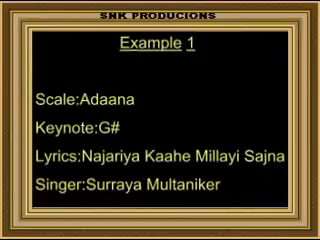 SNK PRODUCIONS
Example 1
Scale:Adaana
Keynote:G#
Lyrics:Najariya Kaahe Millayi Sajna
Singer:Surraya Multaniker